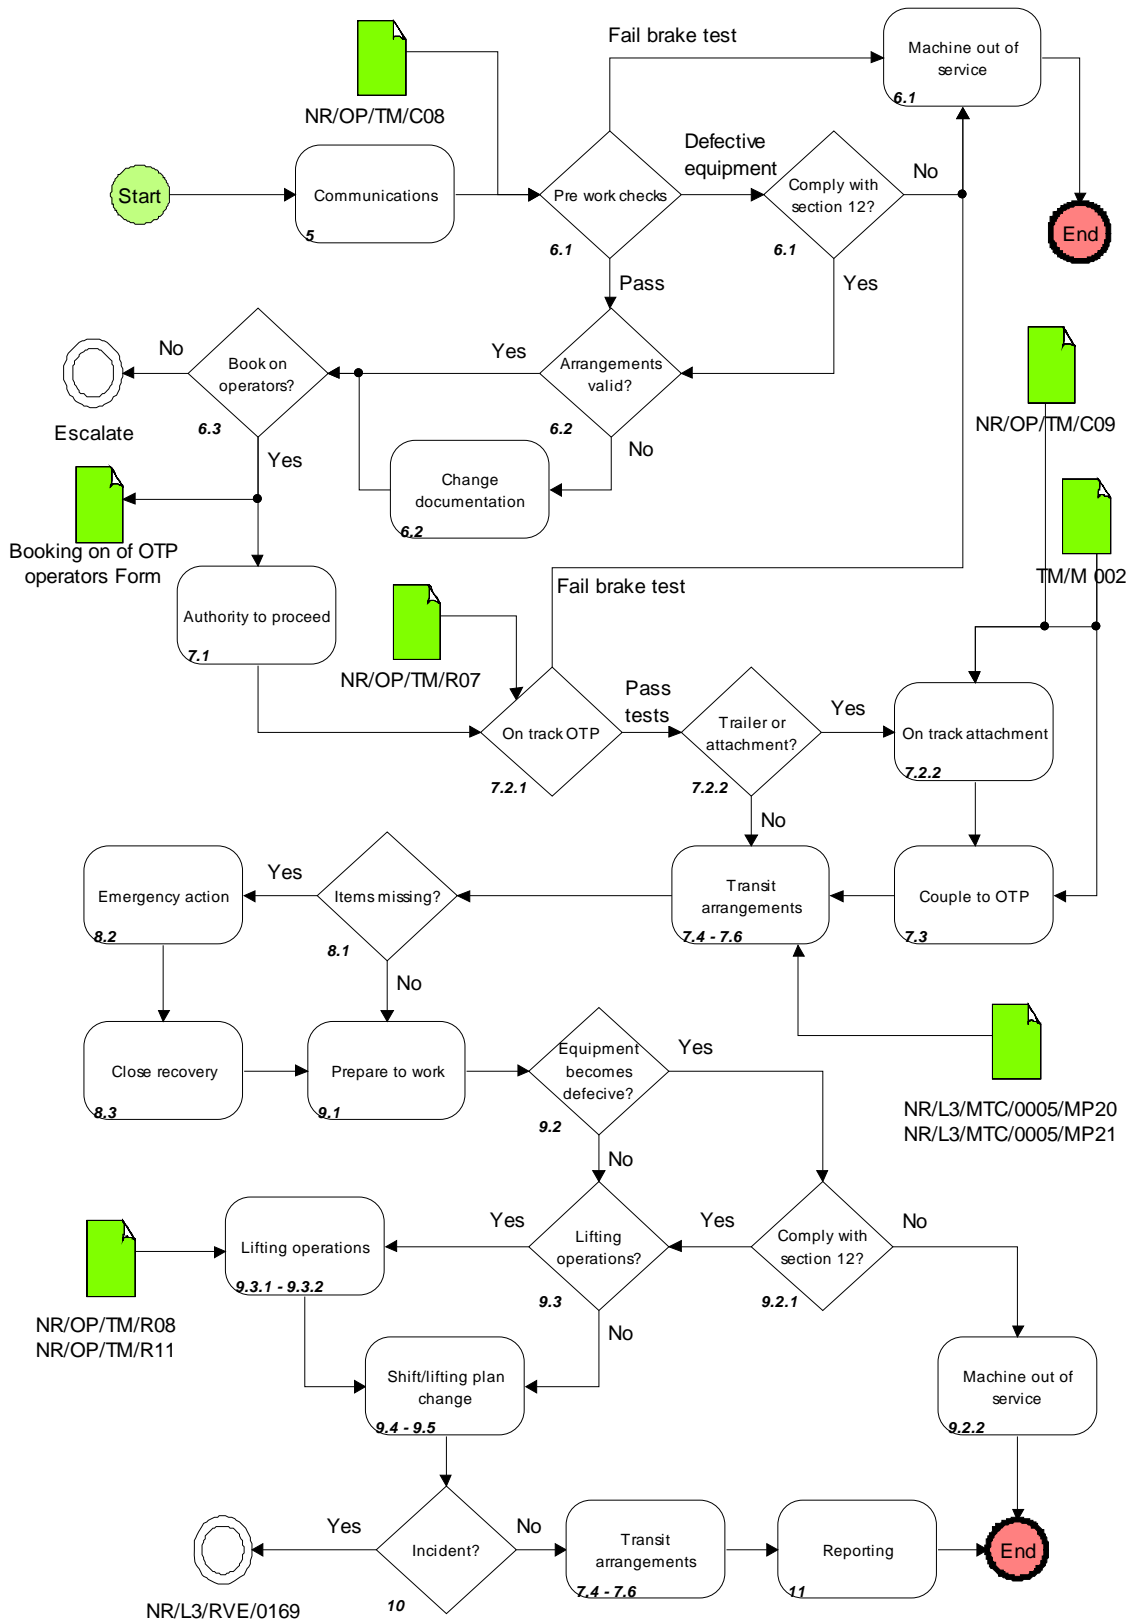 Fail brake test
Machine out of
service
6.1
NR/OP/TM/C08
Defective
equipment
Start
Communications
5
Pre work checks
6.1
Comply with
section 12?
6.1
No
End
Pass
Yes
No
Book on
operators?
6.3
Yes
Arrangements
valid?
6.2
Escalate
NR/OP/TM/C09
Yes
No
Change
documentation
6.2
Booking on of OTP
operators Form
TM/M 002
Fail brake test
Authority to proceed
7.1
NR/OP/TM/R07
Pass
tests
On track OTP
7.2.1
Trailer or
attachment?
7.2.2
Yes
On track attachment
7.2.2
No
Yes
Emergency action
8.2
Items missing?
8.1
Transit
arrangements
7.4 - 7.6
Couple to OTP
7.3
No
Close recovery
8.3
Prepare to work
9.1
Equipment
becomes
defecive?
9.2
Yes
NR/L3/MTC/0005/MP20
NR/L3/MTC/0005/MP21
No
Lifting operations
9.3.1 - 9.3.2
Yes
Lifting
operations?
9.3
Yes
Comply with
section 12?
9.2.1
No
NR/OP/TM/R08
NR/OP/TM/R11
No
Shift/lifting plan
change
9.4 - 9.5
Machine out of
service
9.2.2
Yes
Incident?
10
No
Transit
arrangements
7.4 - 7.6
Reporting
11
End
NR/L3/RVE/0169